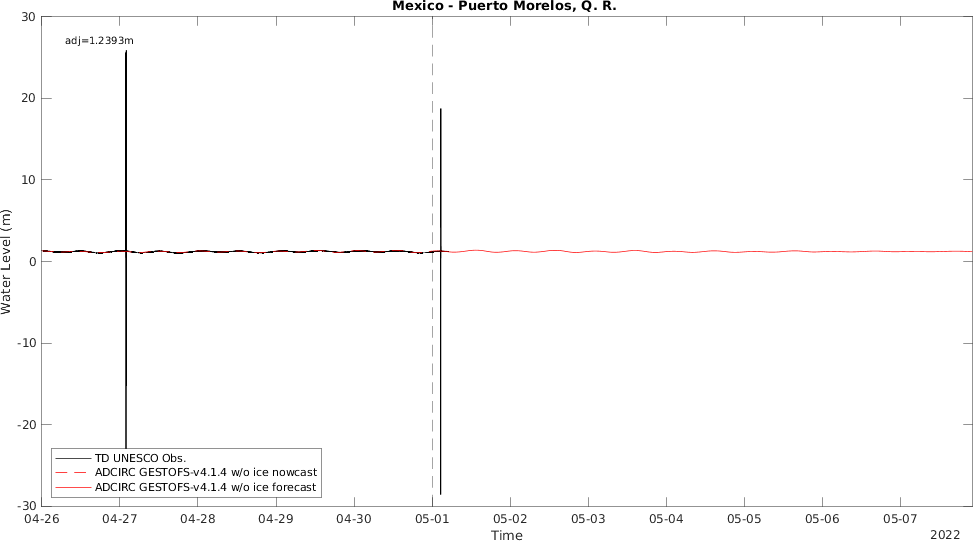 Mexico - Puerto Morelos, Q. R.
adj=1.2393m
30
20
10
0
-10
-20
-30
Water Level (m)
TD UNESCO Obs.
ADCIRC GESTOFS-v4.1.4 w/o ice nowcast
ADCIRC GESTOFS-v4.1.4 w/o ice forecast
04-26 04-27 04-28 04-29 04-30 05-01 05-02 05-03 05-04 05-05 05-06 05-07
Time
2022